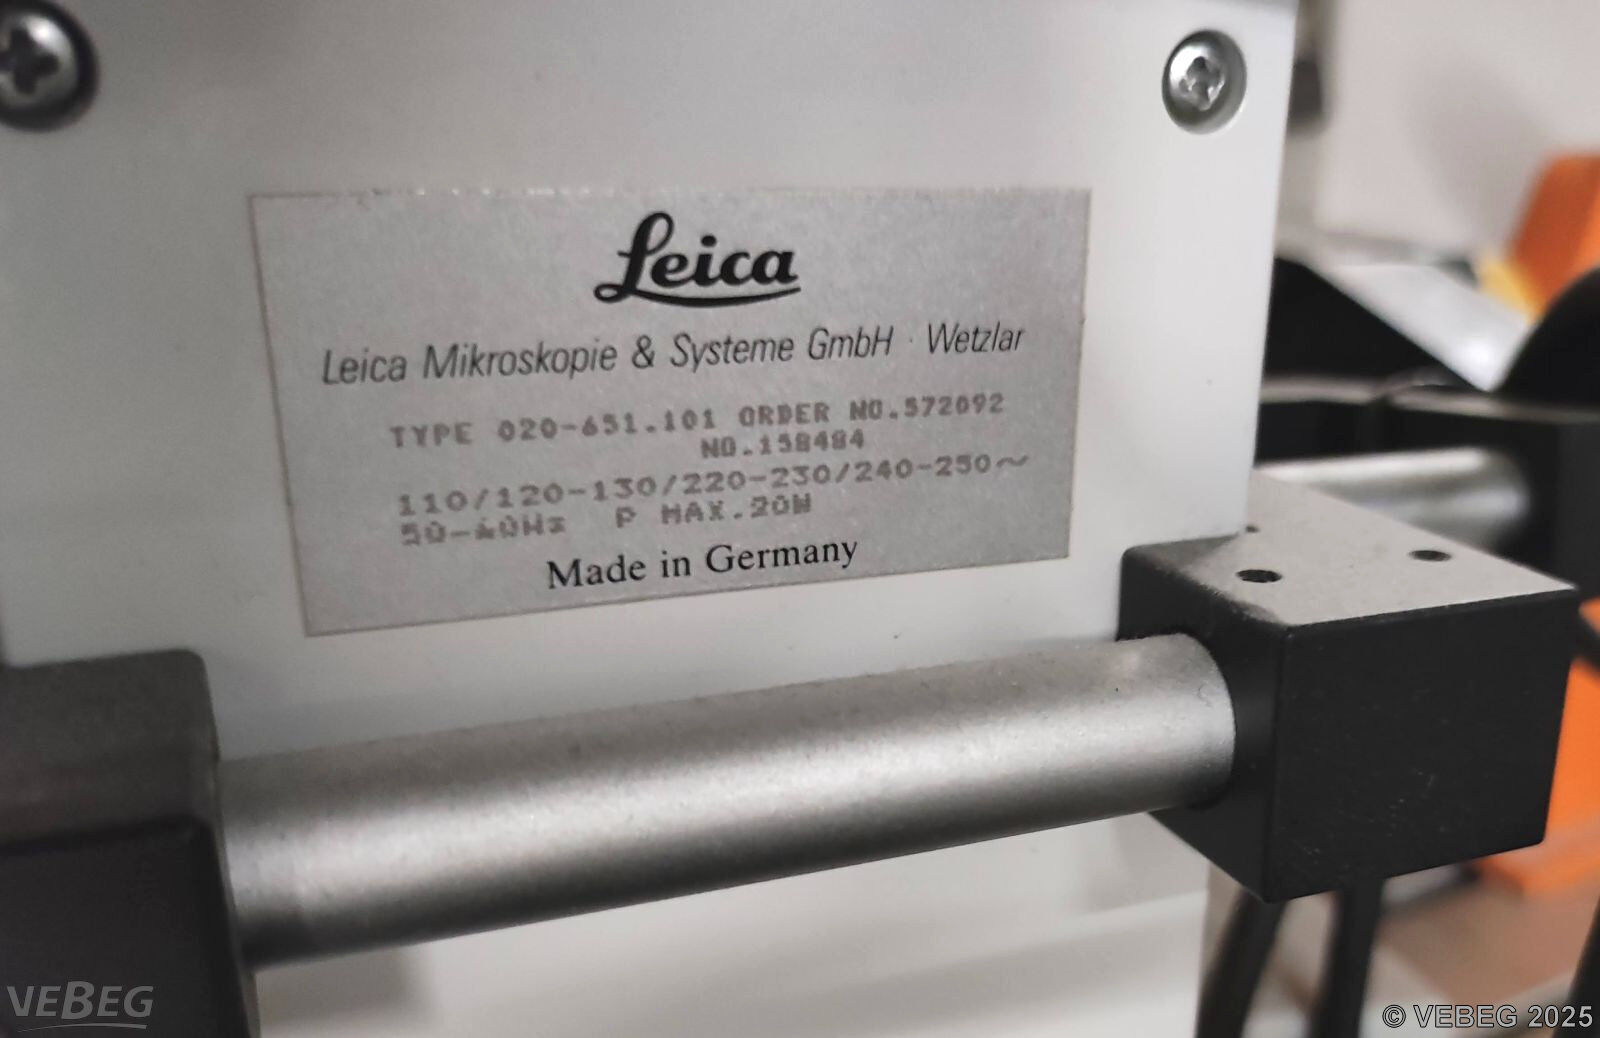 Leica
Leica Mikroskopie & Systeme GmbH · Wetzlar
TYPE 020-651.101 ORDER NO.572092
NO.158484
110/120-130/220-230/240-250~
50-60Hz P MAX.20W
Made in Germany
VEBEG
© VEBEG 2025